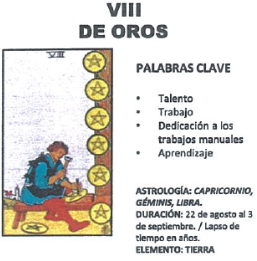 VIII
DE OROS
VIII
PALABRAS CLAVE
• Talento
• Trabajo
• Dedicación a los
trabajos manuales
• Aprendizaje
ASTROLOGÍA: CAPRICORNIO,
GÉMINIS, LIBRA.
DURACIÓN: 22 de agosto al 3
de septiembre. / Lapso de
tiempo en años.
ELEMENTO: TIERRA